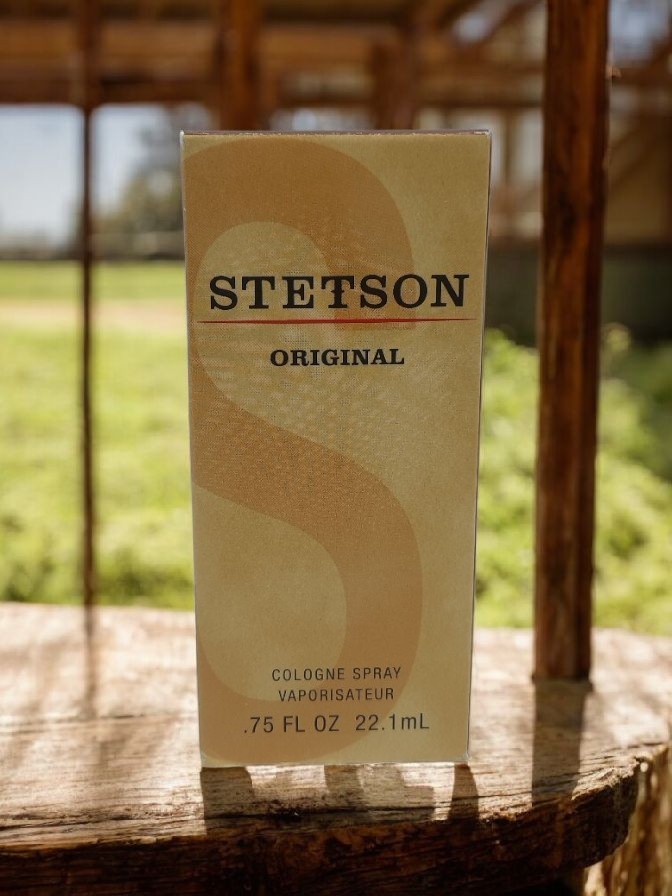 STETSON
ORIGINAL
COLOGNE SPRAY
VAPORISATEUR
.75 FL OZ 22.1mL